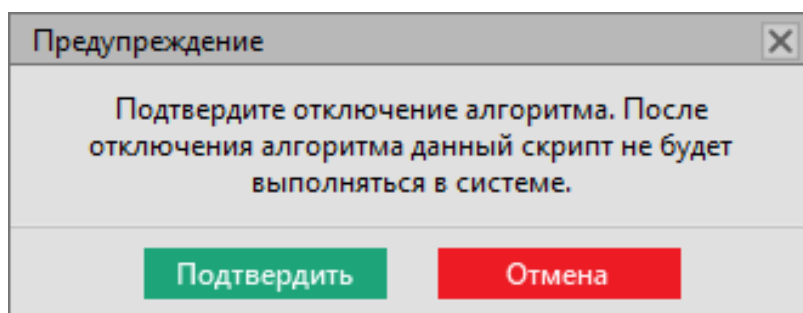 Предупреждение
Подтвердите отключение алгоритма. После
отключения алгоритма данный скрипт не будет
выполняться в системе.
Подтвердить
Отмена